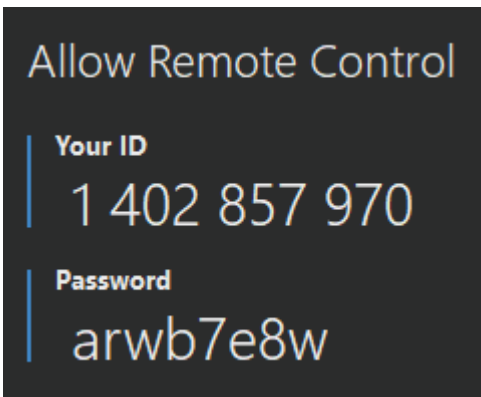 Allow Remote Control
Your ID
1 402 857 970
Password
arwb7e8w